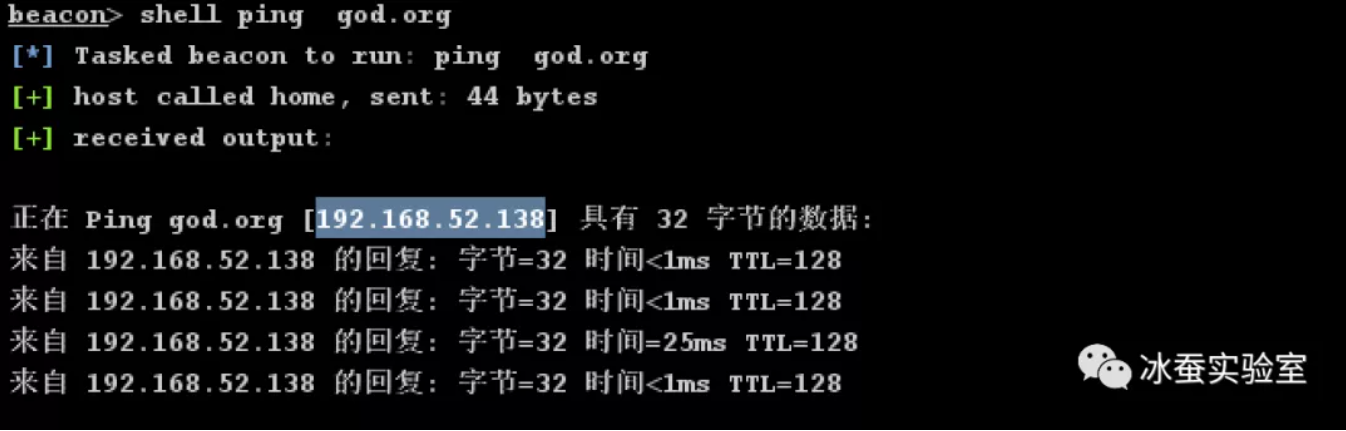 beacon> shell ping  god.org
[*] Tasked beacon to run: ping  god.org
[+] host called home, sent: 44 bytes
[+] received output:
正在 Ping god.org [192.168.52.138] 具有 32 字节的数据:
来自 192.168.52.138 的回复: 字节=32 时间<1ms TTL=128
来自 192.168.52.138 的回复: 字节=32 时间<1ms TTL=128
来自 192.168.52.138 的回复: 字节=32 时间=25ms TTL=128
来自 192.168.52.138 的回复: 字节=32 时间<1ms TTL=128
冰蚕实验室